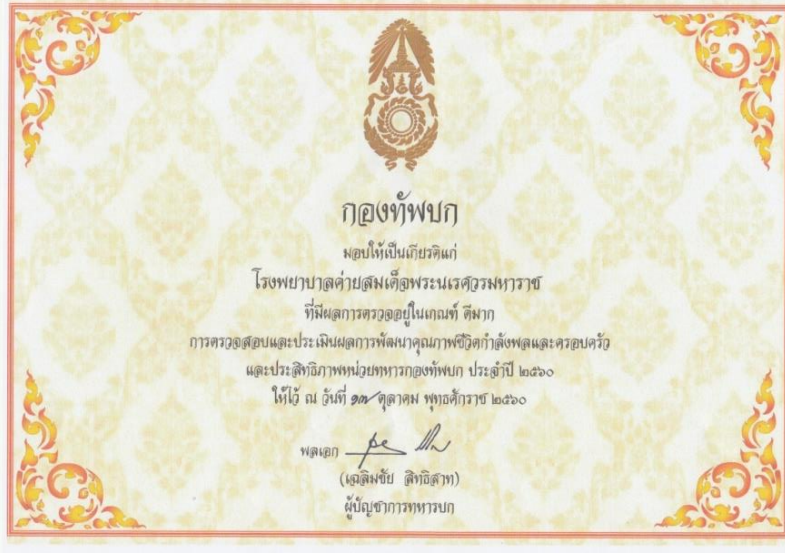 กองทัพบก
มอบให้เป็นเกียรติแก่
โรงพยาบาลค่ายสมเด็จพระนเรศวรมหาราช
ที่มีผลการตรวจอยู่ในเกณฑ์ ดีมาก
การตรวจสอบและประเมินผลการพัฒนาคุณภาพชีวิตกำลังพลและครอบครัว
และประสิทธิภาพหน่วยทหารกองทัพบก ประจำปี ๒๕๖๐
ให้ไว้ ณ วันที่ ๑๗ ตุลาคม พุทธศักราช ๒๕๖๐
พลเอก
(เฉลิมชัย สิทธิสาท)
ผู้บัญชาการทหารบก